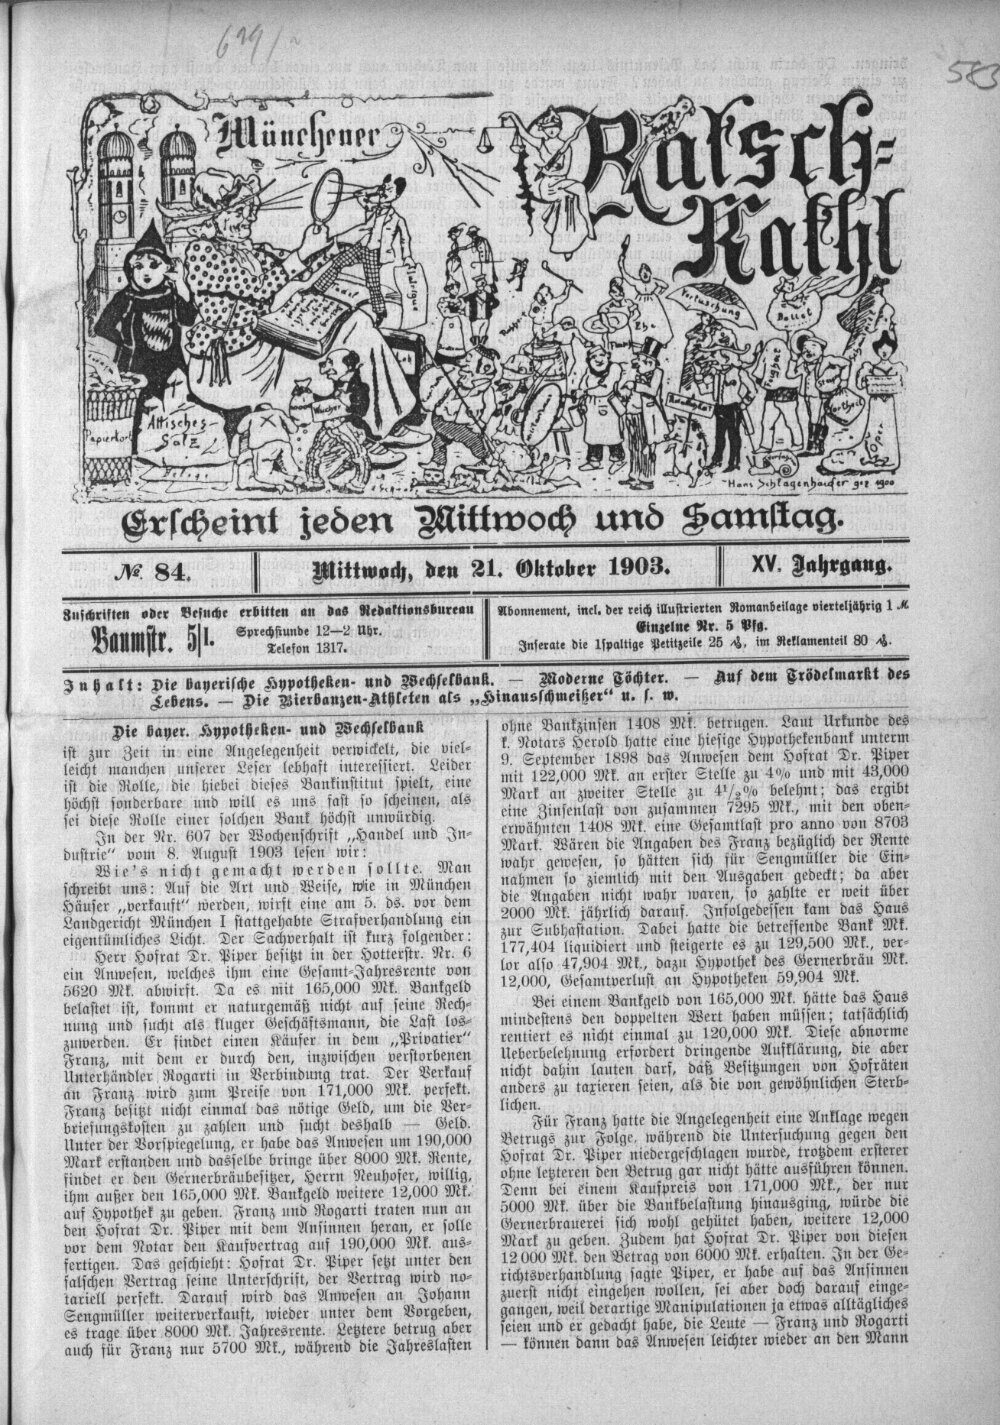 629/2
583
Münchener
Ratsch-
Kathl
Attisches
Salz
Papierkorb
Wucher
Vertuschung
Ballet
Ehe
Hans Schlagenhaufer gez 1900
Erscheint jeden Mittwoch und Samstag.
№. 84.
Mittwoch, den 21. Oktober 1903.
XV. Jahrgang.
Zuschriften oder Besuche erbitten an das Redaktionsbureau
Baumstr. 5/I.
Sprechstunde 12—2 Uhr.
Telefon 1317.
Abonnement, incl. der reich illustrierten Romanbeilage vierteljährig 1 M
Einzelne Nr. 5 Pfg.
Inserate die 1spaltige Petitzeile 25 ₰, im Reklamenteil 80 ₰.
Inhalt: Die bayerische Hypotheken- und Wechselbank. — Moderne Töchter. — Auf dem Trödelmarkt des
Lebens. — Die Bierbanzen-Athleten als „Hinausschmeißer" u. s. w.
Die bayer. Hypotheken- und Wechselbank
ist zur Zeit in eine Angelegenheit verwickelt, die viel-
leicht manchen unserer Leser lebhaft interessiert. Leider
ist die Rolle, die hiebei dieses Bankinstitut spielt, eine
höchst sonderbare und will es uns fast so scheinen, als
sei diese Rolle einer solchen Bank höchst unwürdig.
In der Nr. 607 der Wochenschrift „Handel und In-
dustrie" vom 8. August 1903 lesen wir:
Wie's nicht gemacht werden sollte. Man
schreibt uns: Auf die Art und Weise, wie in München
Häuser „verkauft" werden, wirft eine am 5. ds. vor dem
Landgericht München I stattgehabte Strafverhandlung ein
eigentümliches Licht. Der Sachverhalt ist kurz folgender:
Herr Hofrat Dr. Piper besitzt in der Hotterstr. Nr. 6
ein Anwesen, welches ihm eine Gesamt-Jahresrente von
5620 Mk. abwirft. Da es mit 165,000 Mk. Bankgeld
belastet ist, kommt er naturgemäß nicht auf seine Rech-
nung und sucht als kluger Geschäftsmann, die Last los-
zuwerden. Er findet einen Käufer in dem „Privatier"
Franz, mit dem er durch den, inzwischen verstorbenen
Unterhändler Rogarti in Verbindung trat. Der Verkauf
an Franz wird zum Preise von 171,000 Mk. perfekt.
Franz besitzt nicht einmal das nötige Geld, um die Ver-
briefungskosten zu zahlen und sucht deshalb — Geld.
Unter der Vorspiegelung, er habe das Anwesen um 190,000
Mark erstanden und dasselbe bringe über 8000 Mk. Rente,
findet er den Gernerbräubesitzer, Herrn Neuhofer, willig,
ihm außer den 165,000 Mk. Bankgeld weitere 12,000 Mk.
auf Hypothek zu geben. Franz und Rogarti traten nun an
den Hofrat Dr. Piper mit dem Ansinnen heran, er solle
vor dem Notar den Kaufvertrag auf 190,000 Mk. aus-
fertigen. Das geschieht: Hofrat Dr. Piper setzt unter den
falschen Vertrag seine Unterschrift, der Vertrag wird no-
tariell perfekt. Darauf wird das Anwesen an Johann
Sengmüller weiterverkauft, wieder unter dem Vorgeben,
es trage über 8000 Mk. Jahresrente. Letztere betrug aber
auch für Franz nur 5700 Mk., während die Jahreslasten
ohne Bankzinsen 1408 Mk. betrugen. Laut Urkunde des
k. Notars Herold hatte eine hiesige Hypothekenbank unterm
9. September 1898 das Anwesen dem Hofrat Dr. Piper
mit 122,000 Mk. an erster Stelle zu 4% und mit 43,000
Mark an zweiter Stelle zu 4½% belehnt; das ergibt
eine Zinsenlast von zusammen 7295 Mk., mit den oben-
erwähnten 1408 Mk. eine Gesamtlast pro anno von 8703
Mark. Wären die Angaben des Franz bezüglich der Rente
wahr gewesen, so hätten sich für Sengmüller die Ein-
nahmen so ziemlich mit den Ausgaben gedeckt; da aber
die Angaben nicht wahr waren, so zahlte er weit über
2000 Mk. jährlich darauf. Infolgedessen kam das Haus
zur Subhastation. Dabei hatte die betreffende Bank Mk.
177,404 liquidiert und steigerte es zu 129,500 Mk., ver-
lor also 47,904 Mk., dazu Hypothek des Gernerbräu Mk.
12,000, Gesamtverlust an Hypotheken 59,904 Mk.
Bei einem Bankgeld von 165,000 Mk. hätte das Haus
mindestens den doppelten Wert haben müssen; tatsächlich
rentiert es nicht einmal zu 120,000 Mk. Diese abnorme
Ueberbelehnung erfordert dringende Aufklärung, die aber
nicht dahin lauten darf, daß Besitzungen von Hofräten
anders zu taxieren seien, als die von gewöhnlichen Sterb-
lichen.
Für Franz hatte die Angelegenheit eine Anklage wegen
Betrugs zur Folge, während die Untersuchung gegen den
Hofrat Dr. Piper niedergeschlagen wurde, trotzdem ersterer
ohne letzteren den Betrug gar nicht hätte ausführen können.
Denn bei einem Kaufpreis von 171,000 Mk., der nur
5000 Mk. über die Bankbelastung hinausging, würde die
Gernerbrauerei sich wohl gehütet haben, weitere 12,000
Mark zu geben. Zudem hat Hofrat Dr. Piper von diesen
12 000 Mk. den Betrag von 6000 Mk. erhalten. In der Ge-
richtsverhandlung sagte Piper, er habe auf das Ansinnen
zuerst nicht eingehen wollen, sei aber doch darauf einge-
gangen, weil derartige Manipulationen ja etwas alltägliches
seien und er gedacht habe, die Leute — Franz und Rogarti
— können dann das Anwesen leichter wieder an den Mann